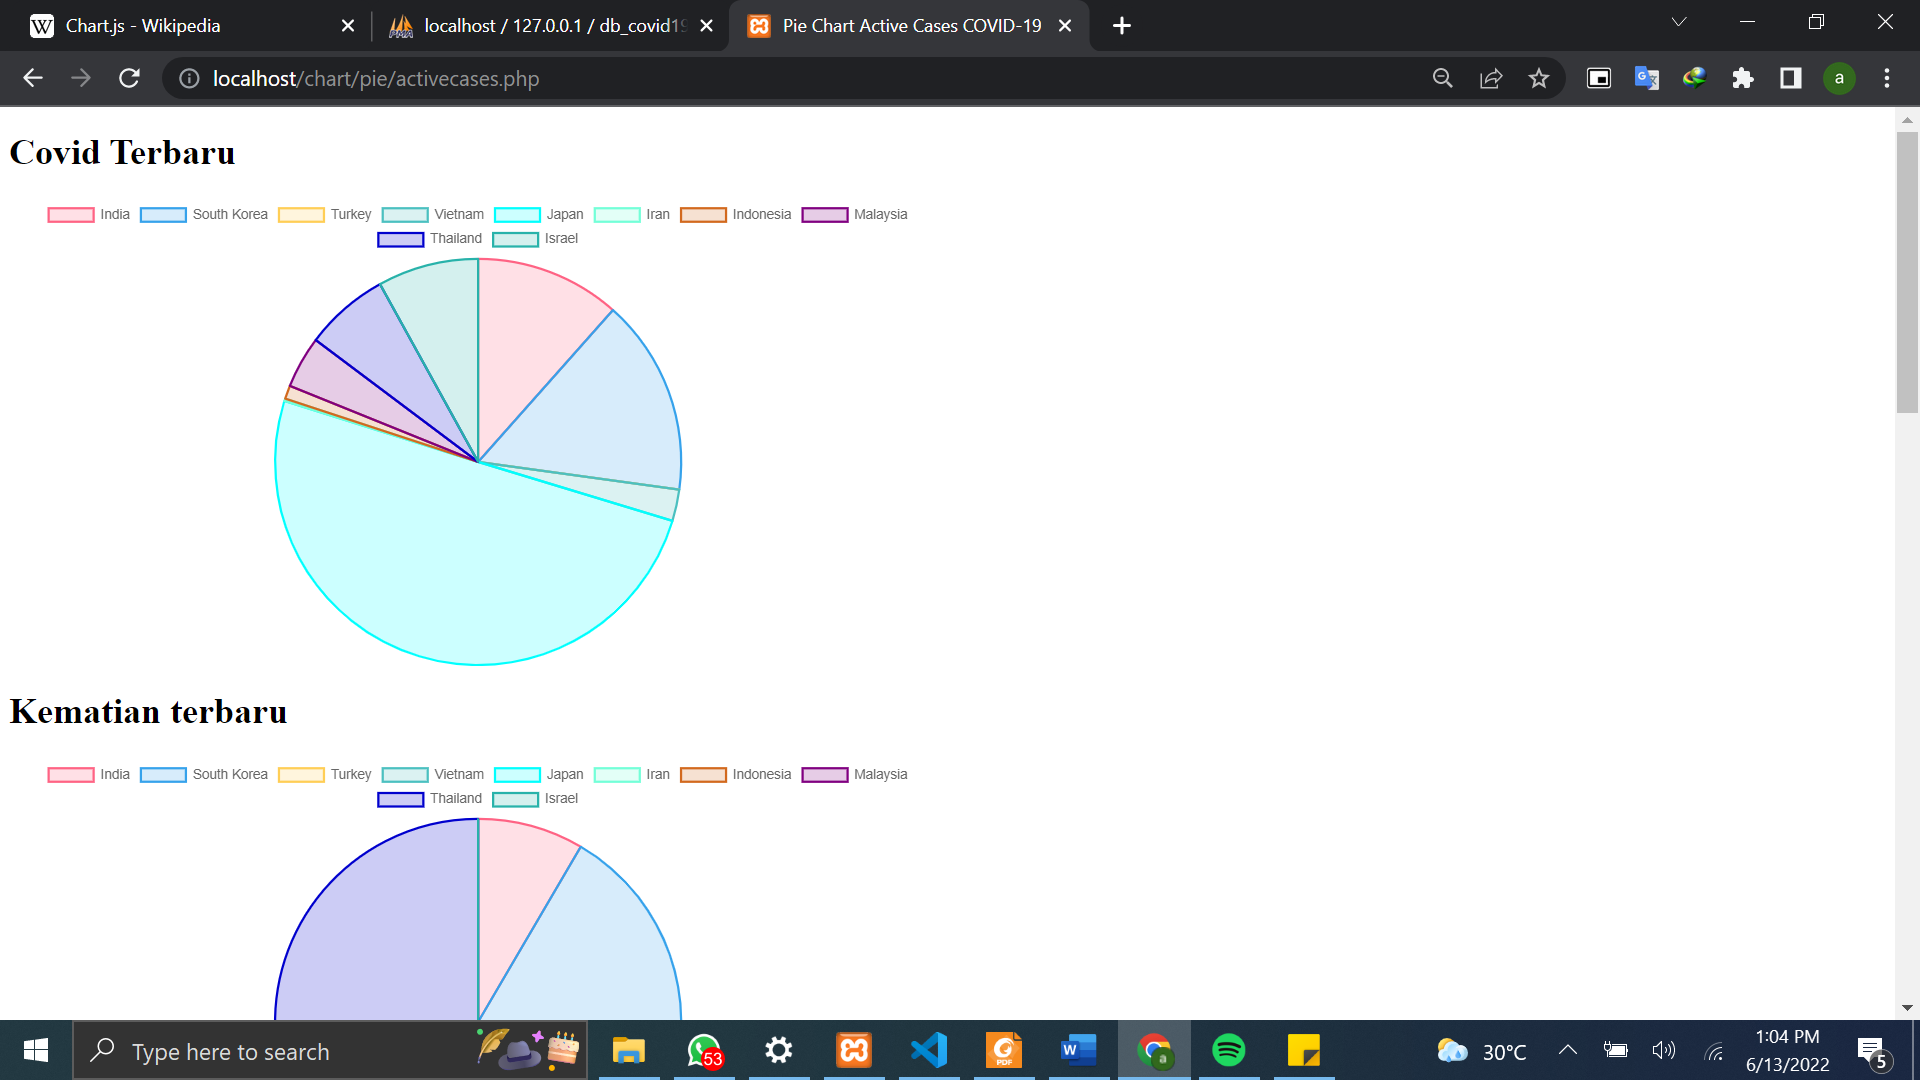 Chart.js - Wikipedia
localhost / 127.0.0.1 / db_covid19
Pie Chart Active Cases COVID-19
localhost/chart/pie/activecases.php
a
Covid Terbaru
India South Korea Turkey Vietnam Japan Iran Indonesia Malaysia
Thailand Israel
Kematian terbaru
India South Korea Turkey Vietnam Japan Iran Indonesia Malaysia
Thailand Israel
Type here to search
53
PDF
W
a
30°C
1:04 PM
6/13/2022
5